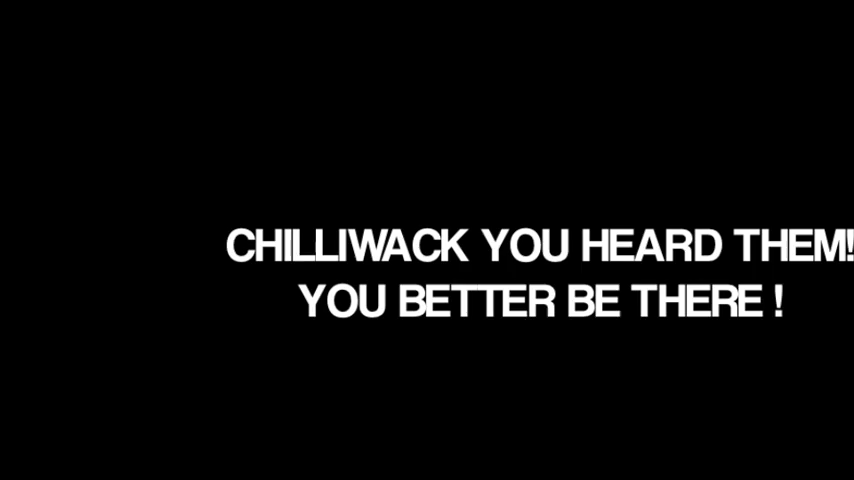 CHILLIWACK YOU HEARD THEM!
YOU BETTER BE THERE !